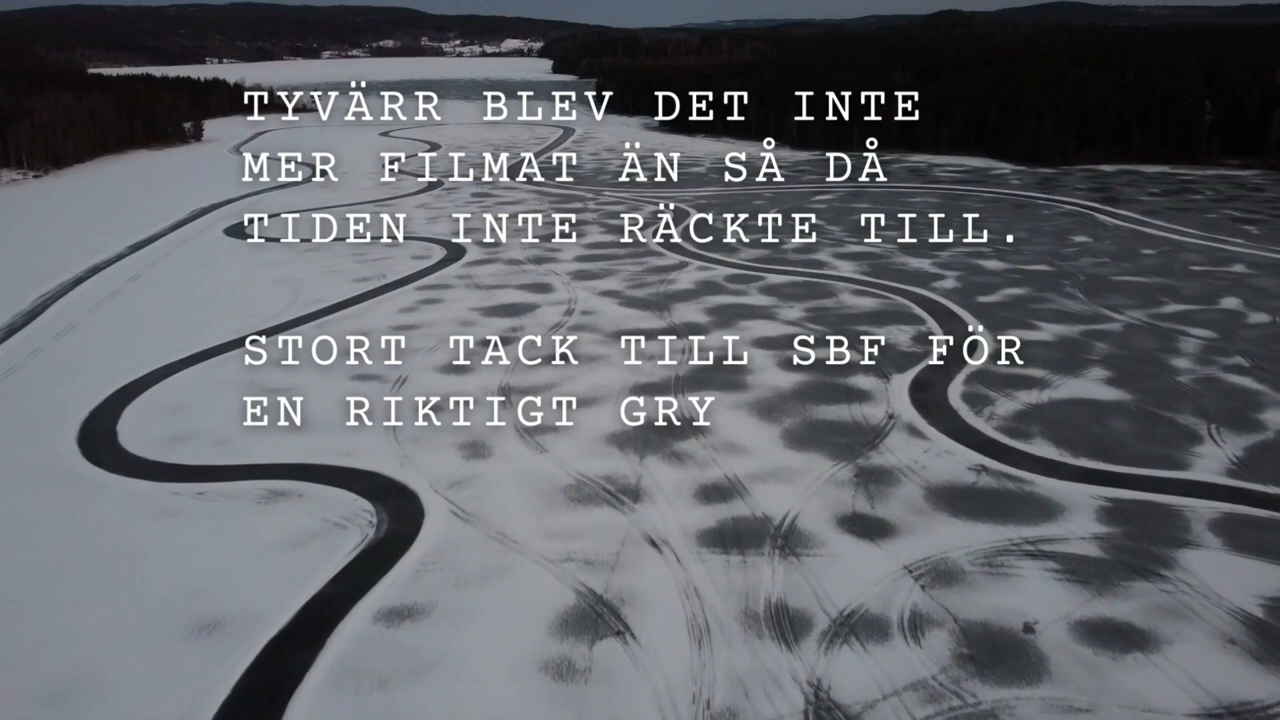 TYVÄRR BLEV DET INTE
MER FILMAT ÄN SÅ DÅ
TIDEN INTE RÄCKTE TILL.
STORT TACK TILL SBF FÖR
EN RIKTIGT GRY